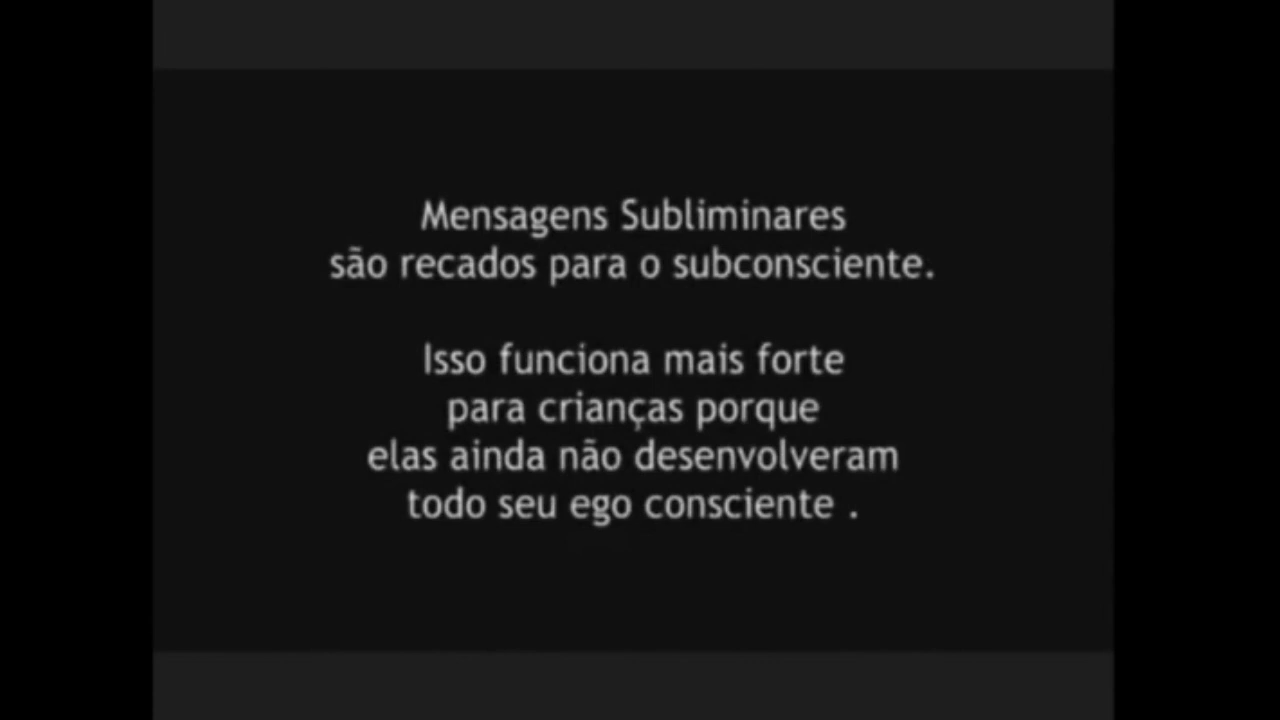 Mensagens Subliminares
são recados para o subconsciente.
Isso funciona mais forte
para crianças porque
elas ainda não desenvolveram
todo seu ego consciente .